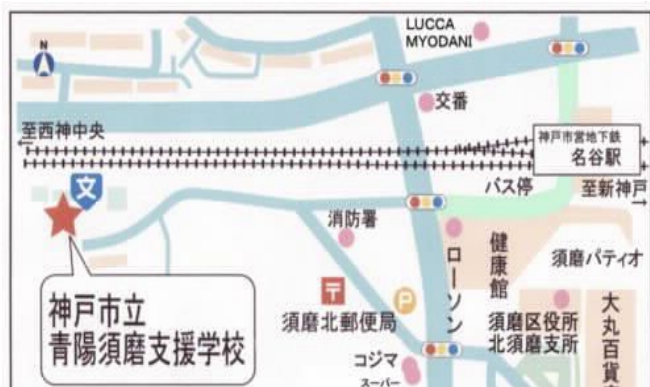 LUCCA
MYODANI
N
交番
至西神中央
神戸市営地下鉄
名谷駅
バス停
至新神戸
文
消防署
ローソン
健康館
須磨パティオ
神戸市立
青陽須磨支援学校
〒
P
須磨北郵便局
須磨区役所
北須磨支所
大丸百貨
コジマ
スーパー